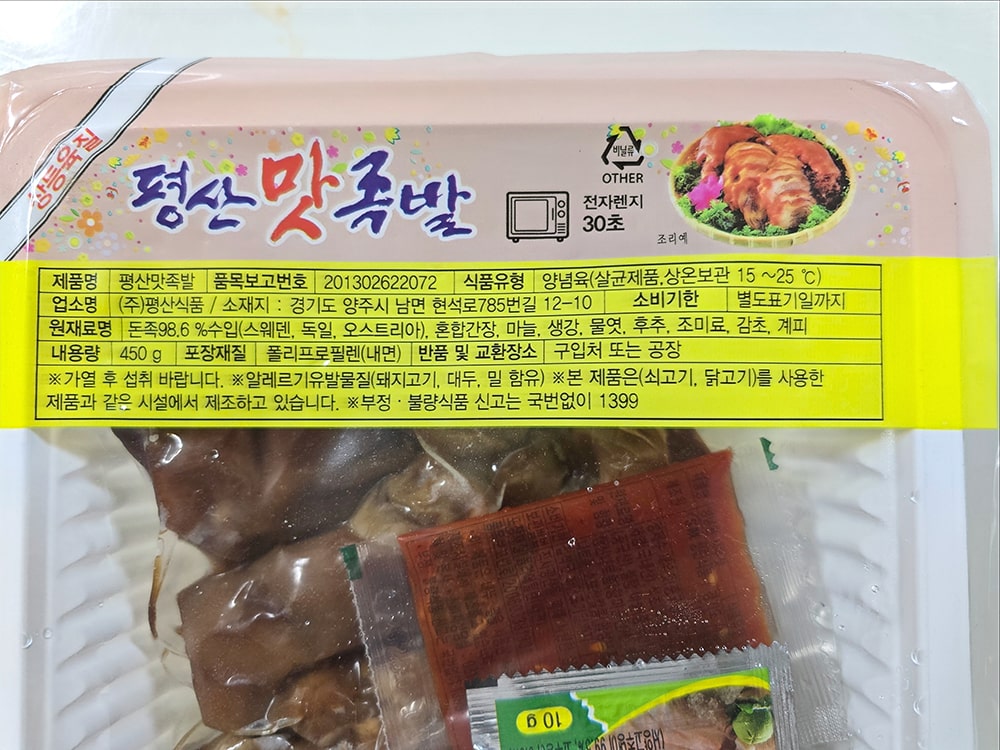 상등육질
평산맛족발
비닐류
OTHER
전자렌지
30초
조리예
제품명 평산맛족발 품목보고번호 201302622072 식품유형 양념육(살균제품,상온보관 15 ~25 ℃)
업소명 (주)평산식품 / 소재지 : 경기도 양주시 남면 현석로785번길 12-10 소비기한 별도표기일까지
원재료명 돈족98.6 %수입(스웨덴, 독일, 오스트리아), 혼합간장, 마늘, 생강, 물엿, 후추, 조미료, 감초, 계피
내용량 450 g 포장재질 폴리프로필렌(내면) 반품 및 교환장소 구입처 또는 공장
※가열 후 섭취 바랍니다. ※알레르기유발물질(돼지고기, 대두, 밀 함유) ※본 제품은(쇠고기, 닭고기)를 사용한
제품과 같은 시설에서 제조하고 있습니다. ※부정 · 불량식품 신고는 국번없이 1399
10 g